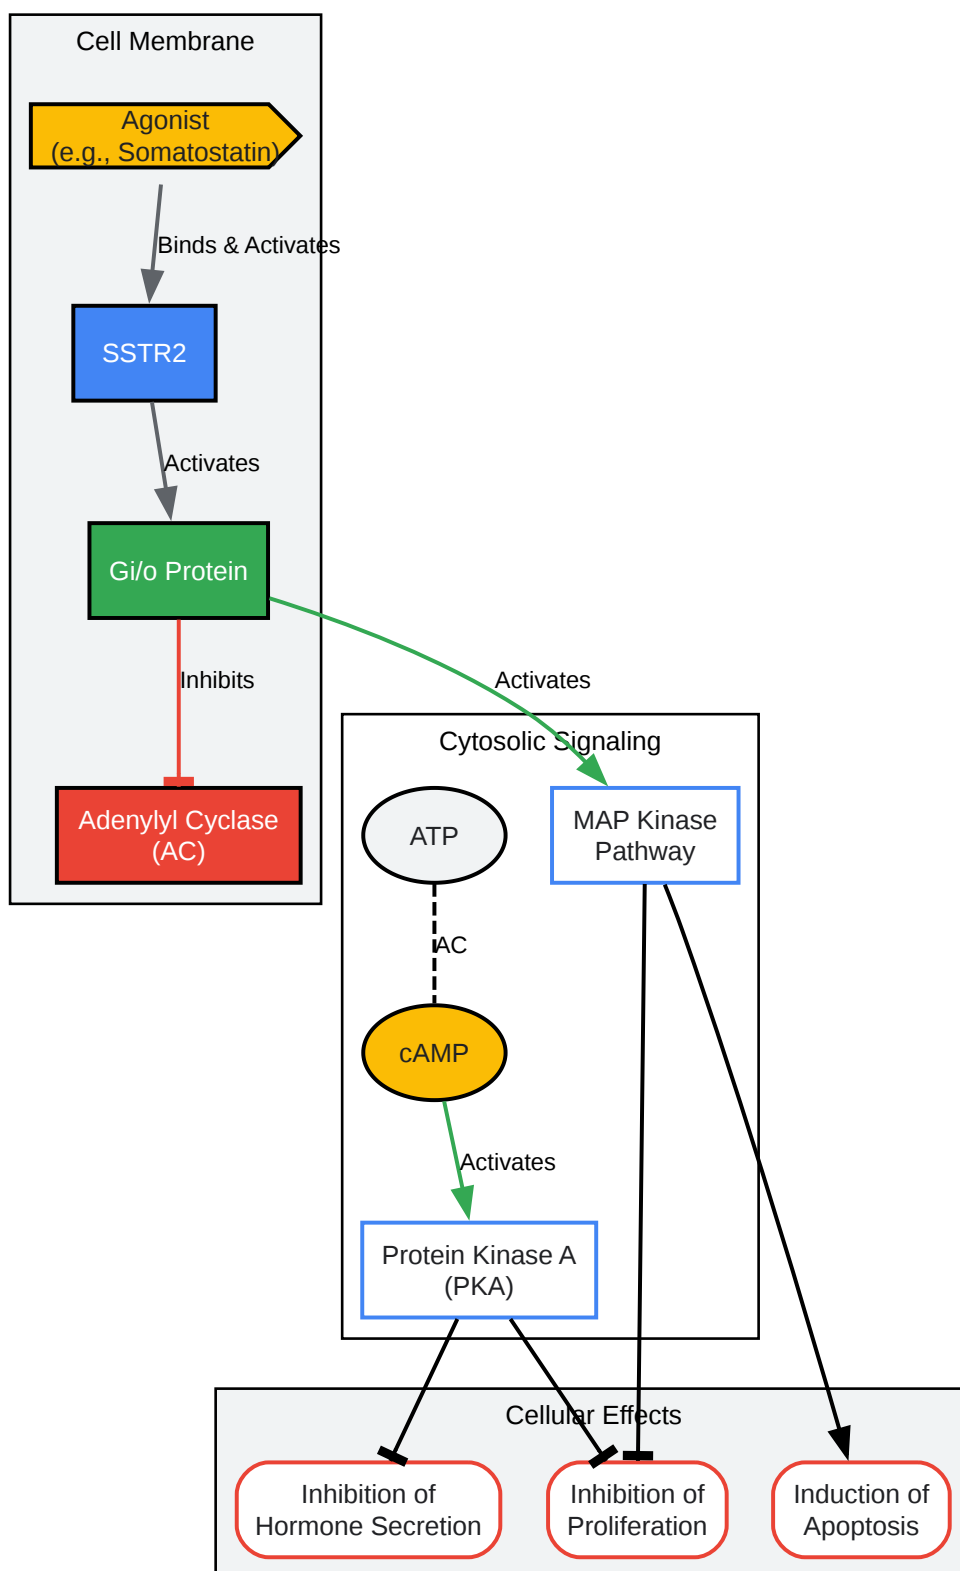 Cell Membrane
Agonist
(e.g., Somatostatin)
Binds & Activates
SSTR2
Activates
Gi/o Protein
Inhibits
Activates
Adenylyl Cyclase
(AC)
Cytosolic Signaling
ATP
MAP Kinase
Pathway
AC
cAMP
Activates
Protein Kinase A
(PKA)
Cellular Effects
Inhibition of
Hormone Secretion
Inhibition of
Proliferation
Induction of
Apoptosis